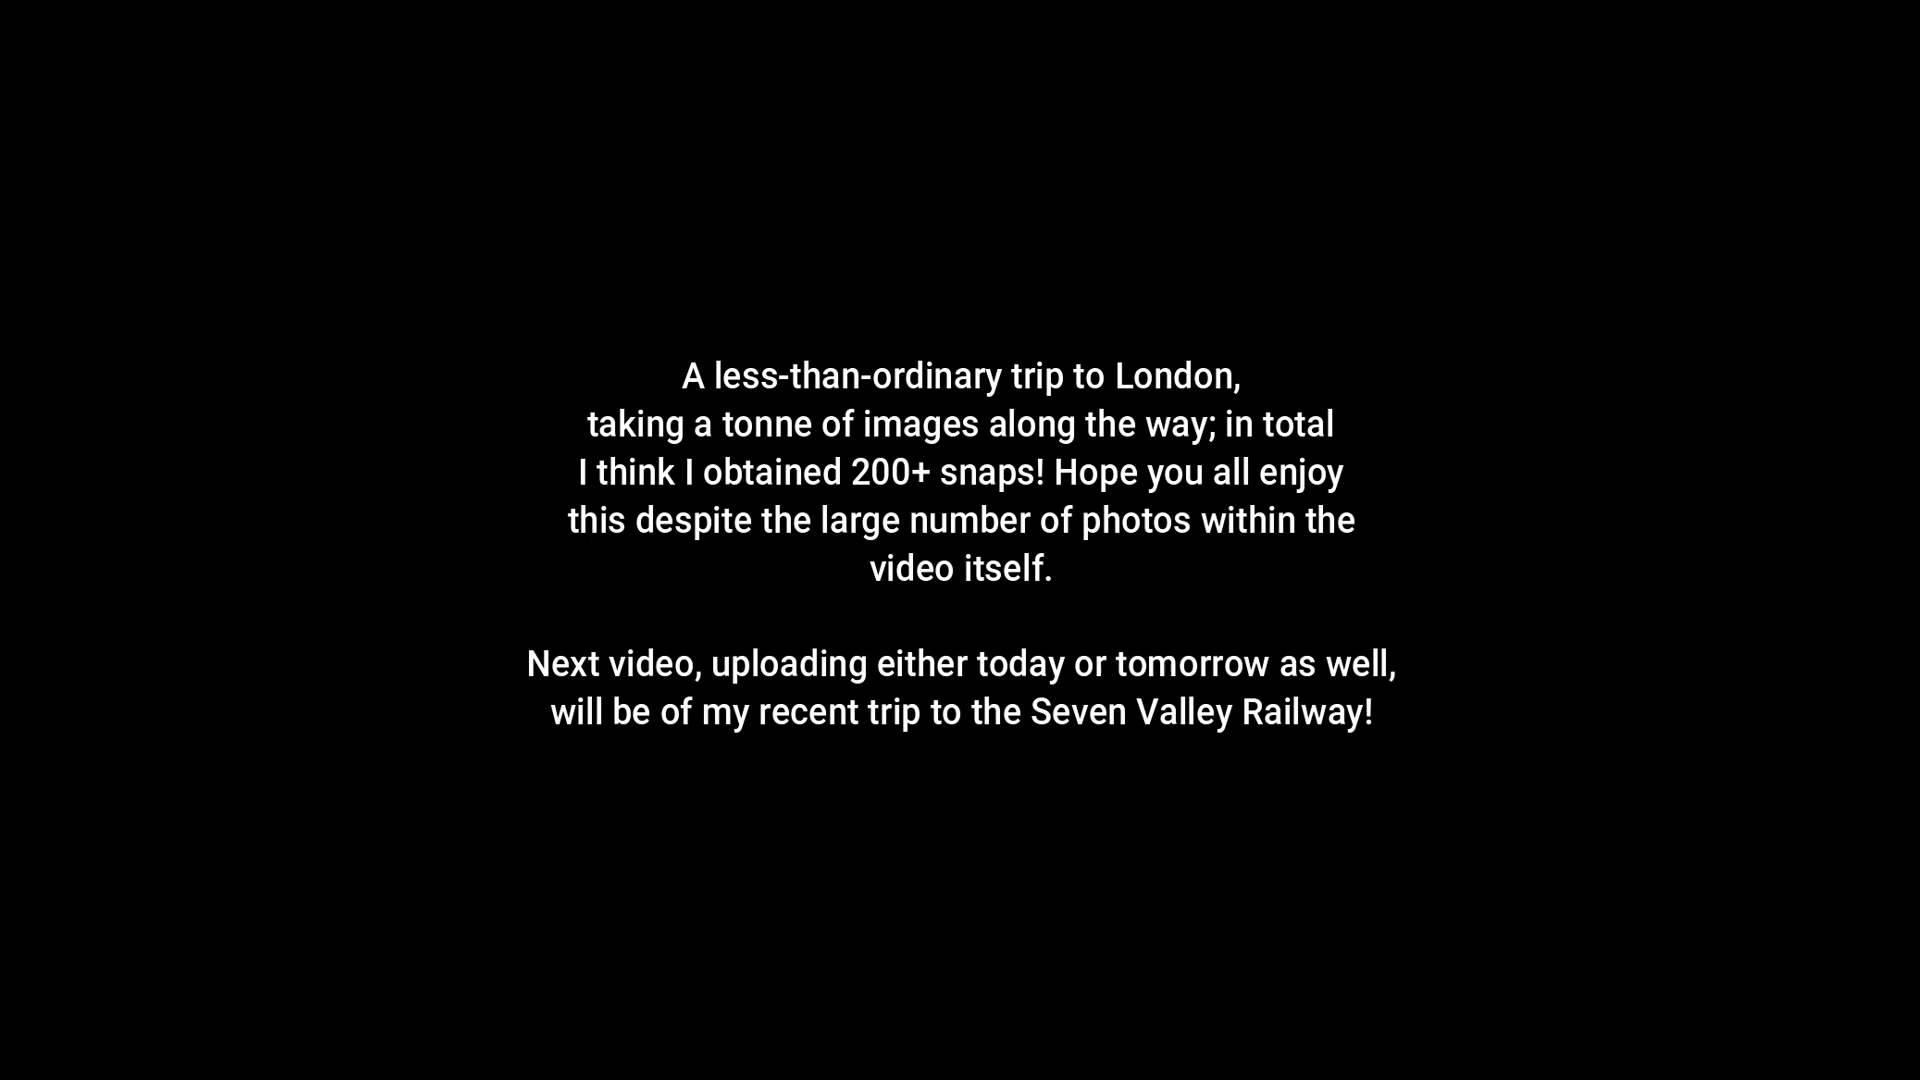 A less-than-ordinary trip to London,
taking a tonne of images along the way; in total
I think I obtained 200+ snaps! Hope you all enjoy
this despite the large number of photos within the
video itself.
Next video, uploading either today or tomorrow as well,
will be of my recent trip to the Seven Valley Railway!